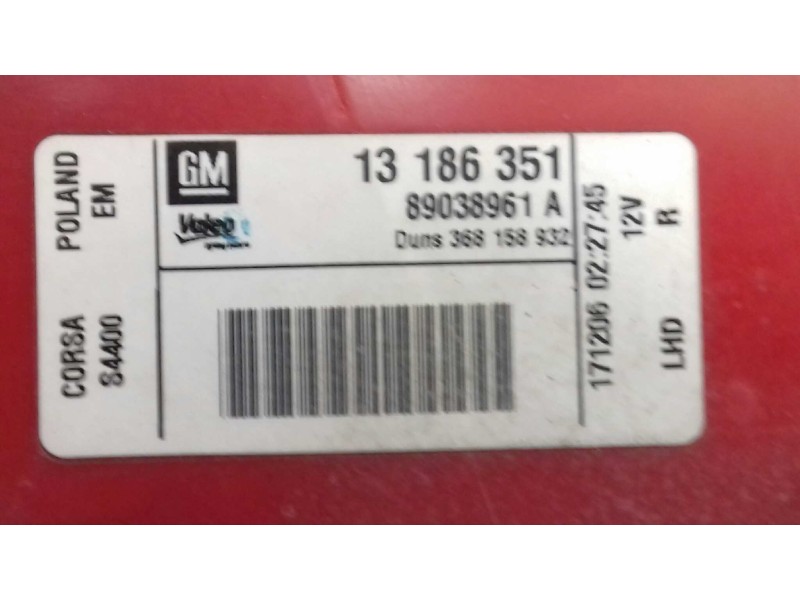 GM
13 186 351
Valeo
89038961 A
Duns 368 158 932
CORSA POLAND
S4400 EM
171206 02:27:45
12V
LHD R